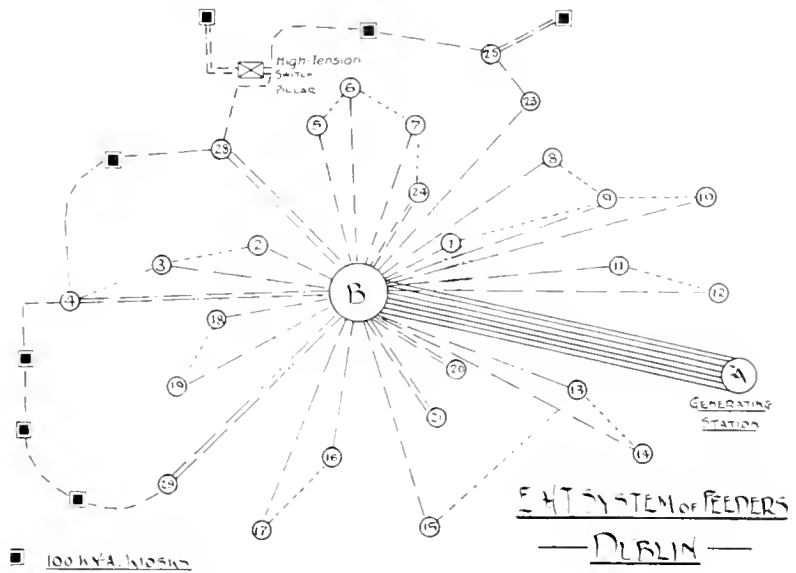 High-Tension
Switch
Pillar
25
6
23
5
7
28
8
24
9
10
1
2
3
11
4
B
12
18
20
A
19
13
Generating
Station
21
16
14
29
17
15
E.H.T System of Feeders
Dublin
100 K.V-A. Kiosks